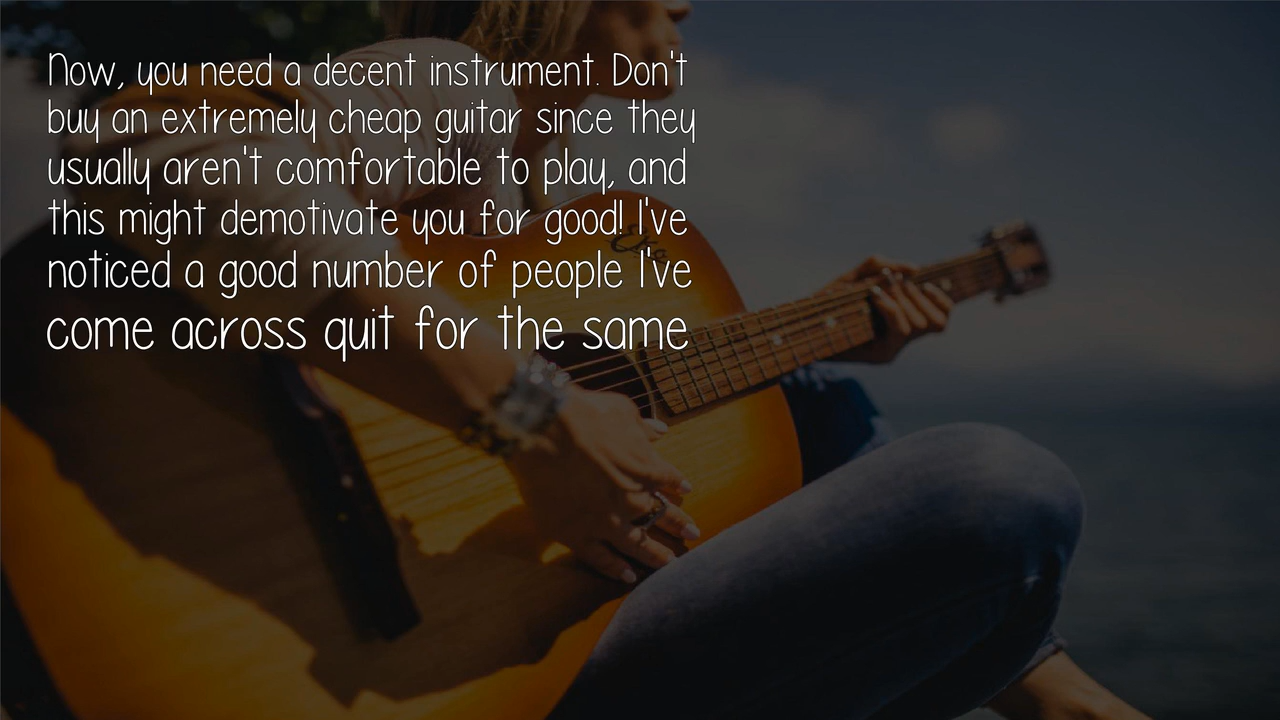 Now, you need a decent instrument. Don't
buy an extremely cheap guitar since they
usually aren't comfortable to play, and
this might demotivate you for good! I've
noticed a good number of people I've
come across quit for the same
Eko